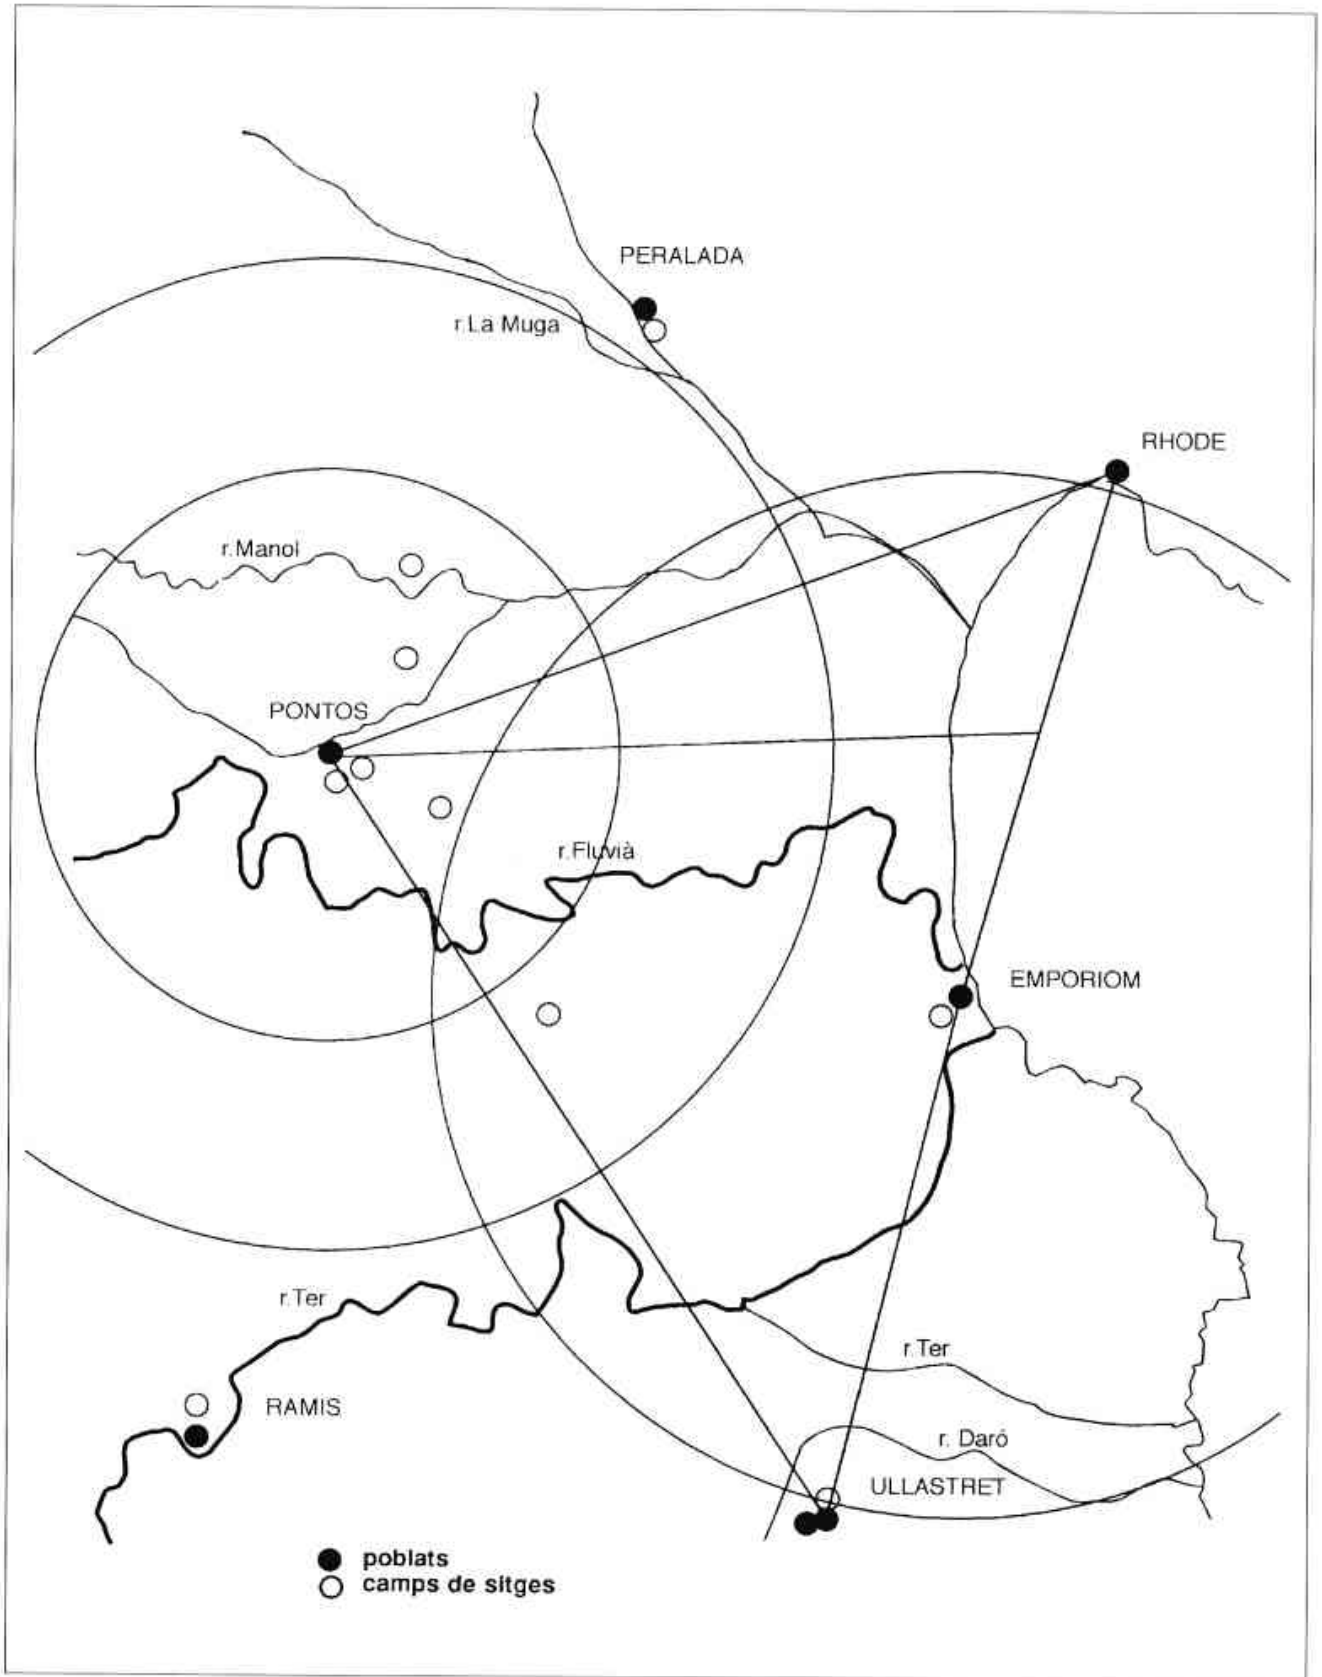 PERALADA
r.La Muga
RHODE
r.Manol
PONTOS
r.Fluvià
EMPORIOM
r.Ter
r.Ter
RAMIS
r. Daró
ULLASTRET
poblats
camps de sitges